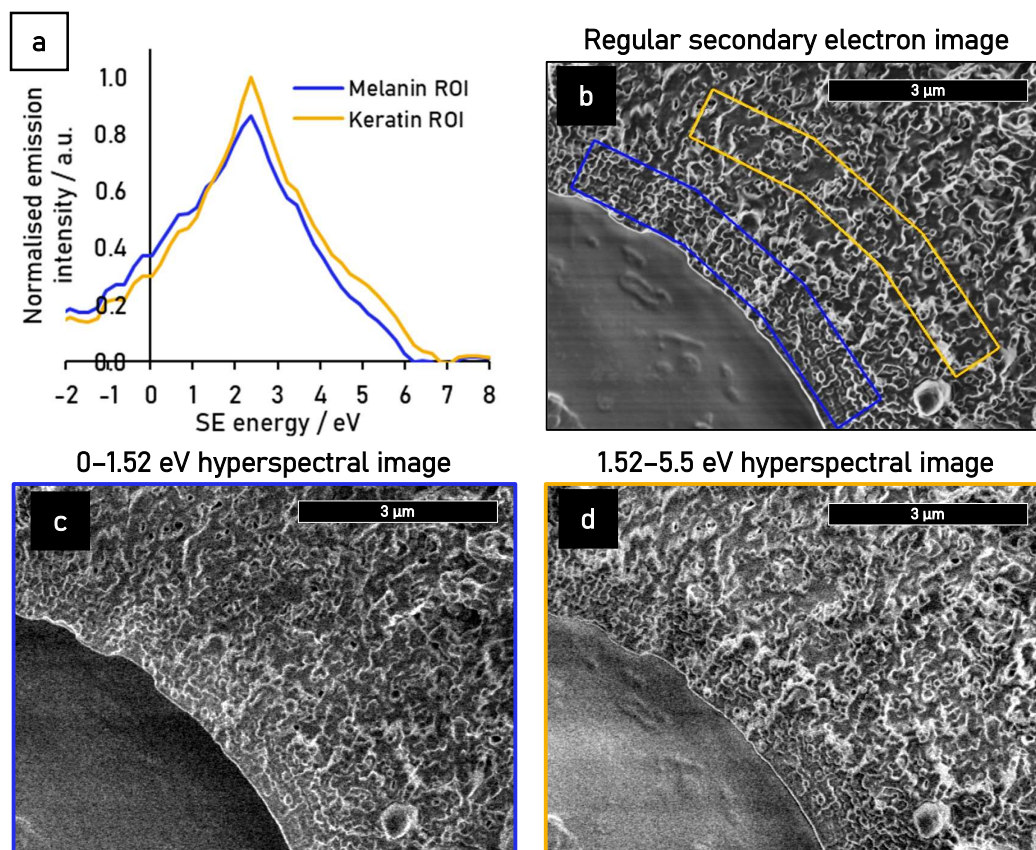 a
Normalised emission
intensity / a.u.
1.0
0.8
0.6
0.4
0.2
0.0
Melanin ROI
Keratin ROI
-2 -1 0 1 2 3 4 5 6 7 8
SE energy / eV
Regular secondary electron image
b
3 µm
0–1.52 eV hyperspectral image
c
3 µm
1.52–5.5 eV hyperspectral image
d
3 µm